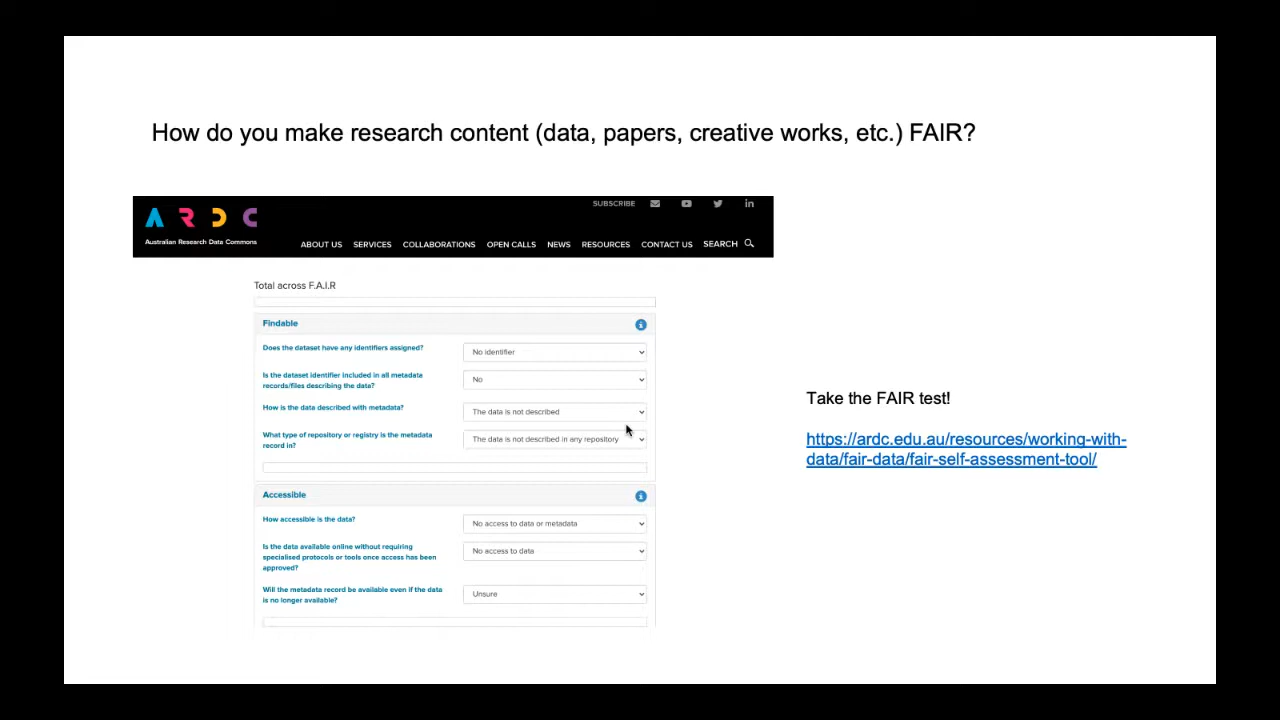 How do you make research content (data, papers, creative works, etc.) FAIR?
SUBSCRIBE
A R D C
Australian Research Data Commons
ABOUT US SERVICES COLLABORATIONS OPEN CALLS NEWS RESOURCES CONTACT US SEARCH
Total across F.A.I.R
Findable
Does the dataset have any identifiers assigned? No identifier
Is the dataset identifier included in all metadata
records/files describing the data? No
How is the data described with metadata? The data is not described
What type of repository or registry is the metadata
record in? The data is not described in any repository
Accessible
How accessible is the data? No access to data or metadata
Is the data available online without requiring
specialised protocols or tools once access has been
approved? No access to data
Will the metadata record be available even if the data
is no longer available? Unsure
Take the FAIR test!
https://ardc.edu.au/resources/working-with-
data/fair-data/fair-self-assessment-tool/